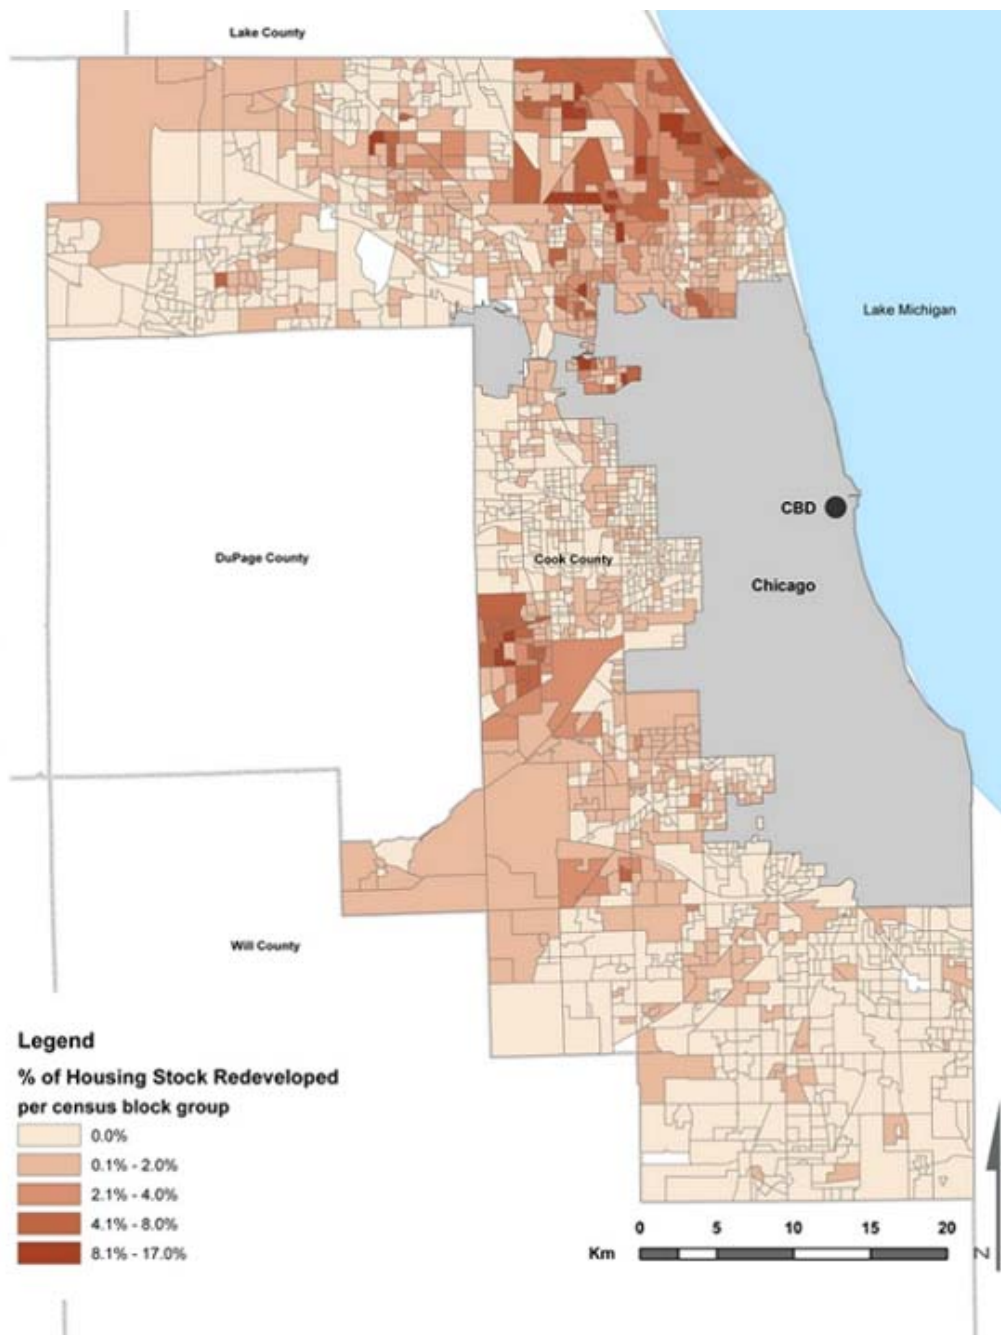 Lake County
Lake Michigan
CBD
DuPage County
Cook County
Chicago
Will County
Legend
% of Housing Stock Redeveloped
per census block group
0.0%
0.1% - 2.0%
2.1% - 4.0%
4.1% - 8.0%
8.1% - 17.0%
0 5 10 15 20
Km
N